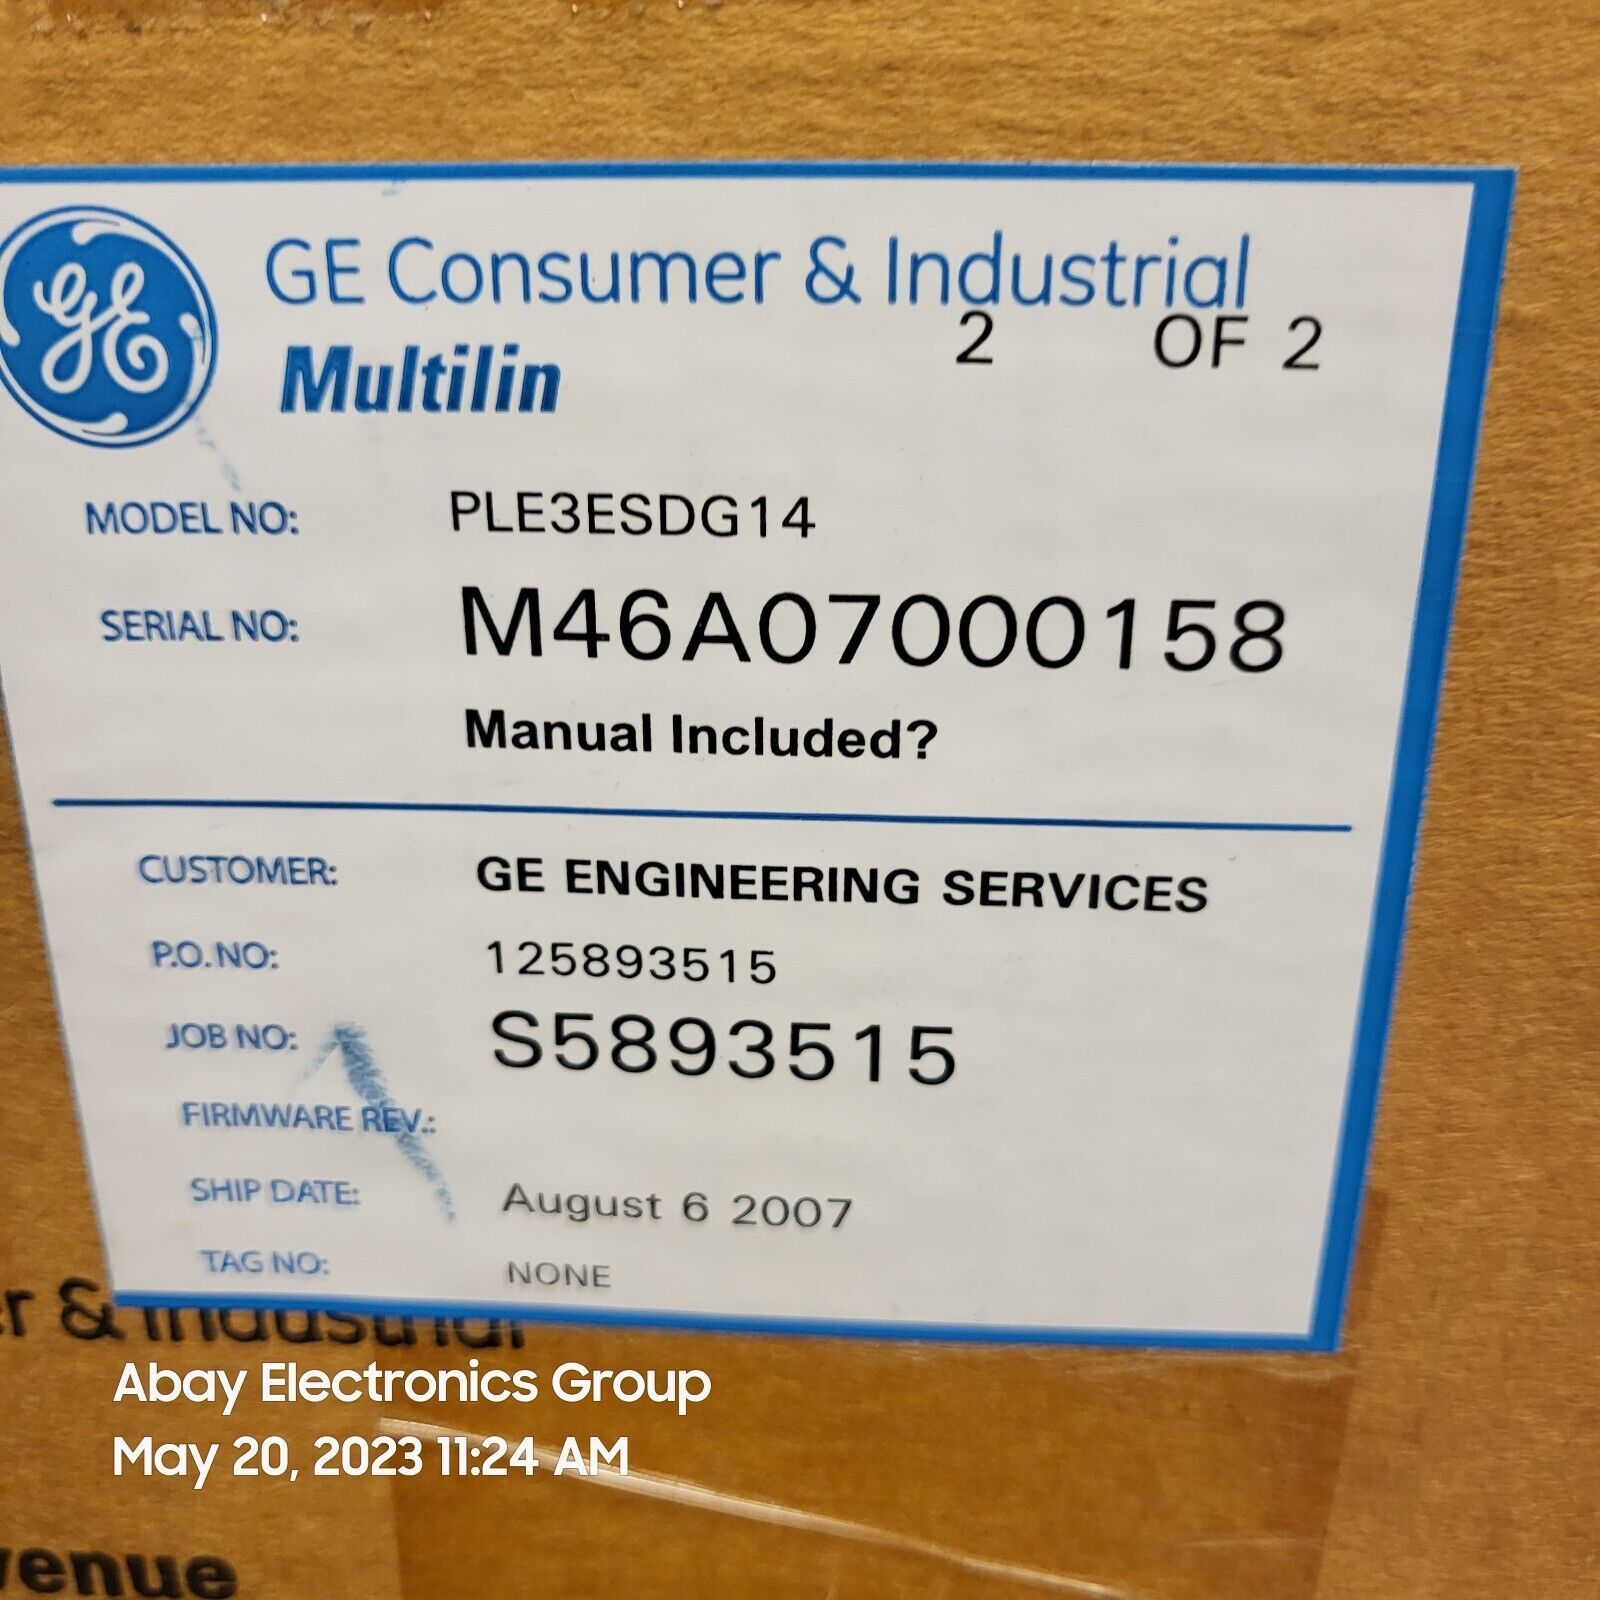 GE
GE Consumer & Industrial
Multilin
2 OF 2
MODEL NO: PLE3ESDG14
SERIAL NO: M46A07000158
Manual Included?
CUSTOMER: GE ENGINEERING SERVICES
P.O. NO: 125893515
JOB NO: S5893515
FIRMWARE REV.:
SHIP DATE: August 6 2007
TAG NO: NONE
& Industrial
Abay Electronics Group
May 20, 2023 11:24 AM
venue